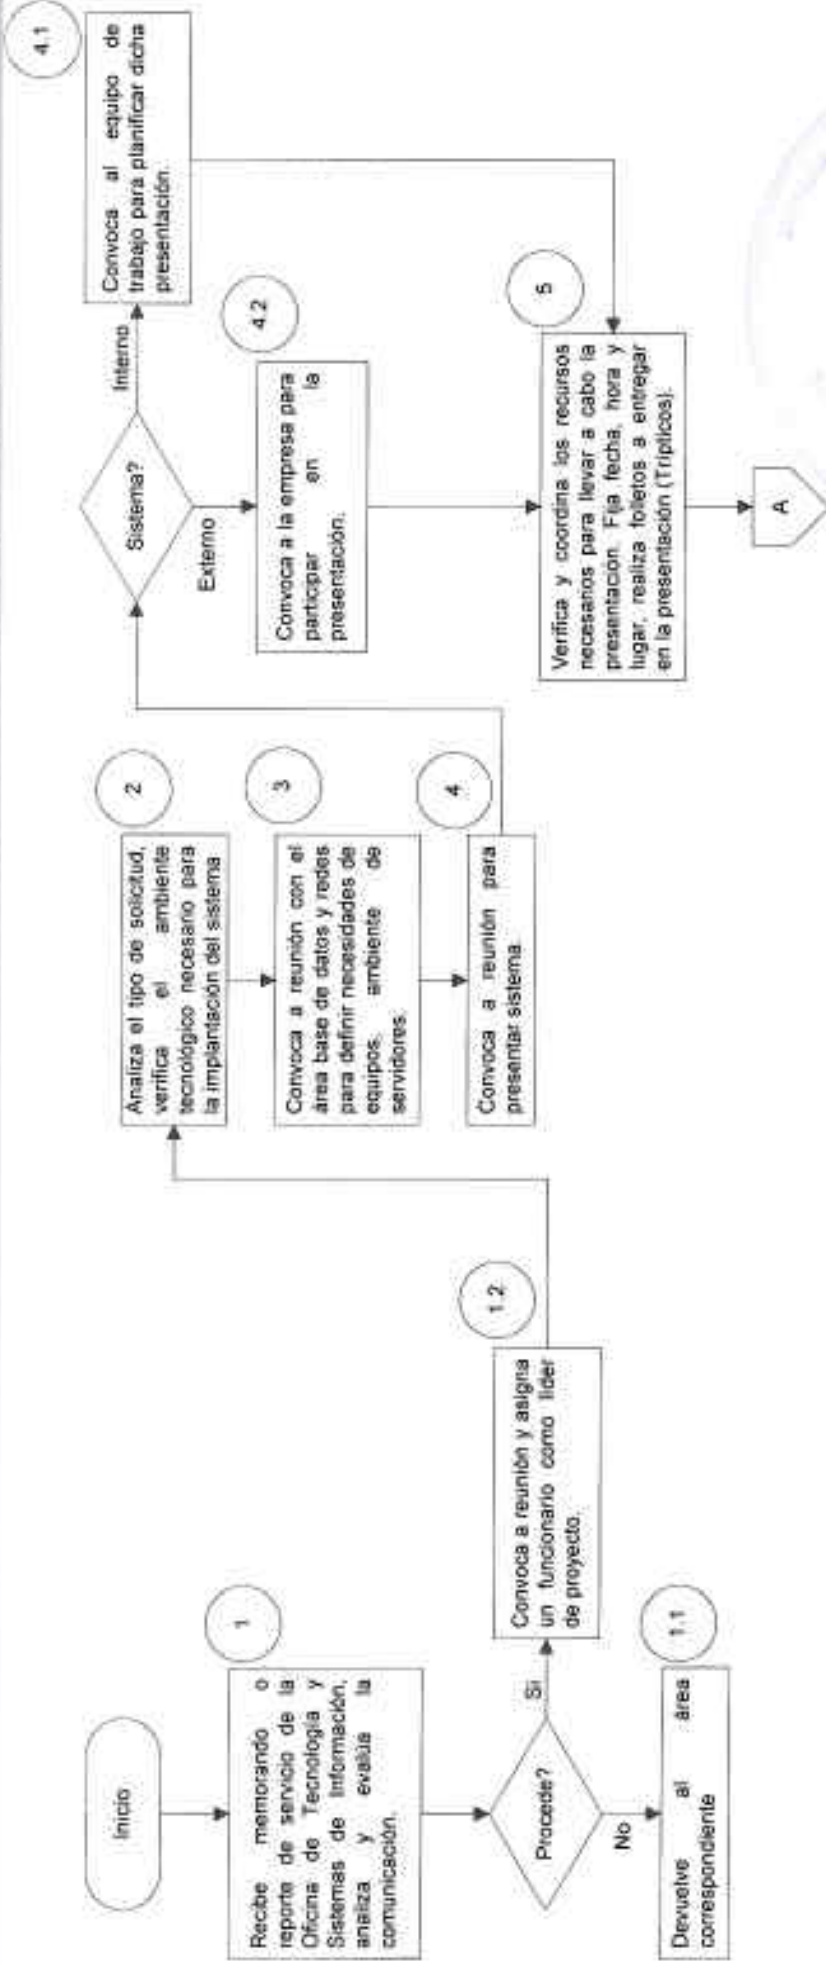 Inicio
1
Recibe memorando o
reporte de servicio de la
Oficina de Tecnología y
Sistemas de Información,
analiza y evalúa la
comunicación.
Procede?
Si
No
1.1
Devuelve al área
correspondiente
1.2
Convoca a reunión y asigna
un funcionario como líder
de proyecto.
2
Analiza el tipo de solicitud,
verifica el ambiente
tecnológico necesario para
la implantación del sistema
3
Convoca a reunión con el
área base de datos y redes
para definir necesidades de
equipos, ambiente de
servidores.
4
Convoca a reunión para
presentar sistema.
Sistema?
Interno
Externo
4.1
Convoca al equipo de
trabajo para planificar dicha
presentación.
4.2
Convoca a la empresa para
participar en la
presentación.
5
Verifica y coordina los recursos
necesarios para llevar a cabo la
presentación. Fija fecha, hora y
lugar, realiza folletos a entregar
en la presentación (Trípticos).
A